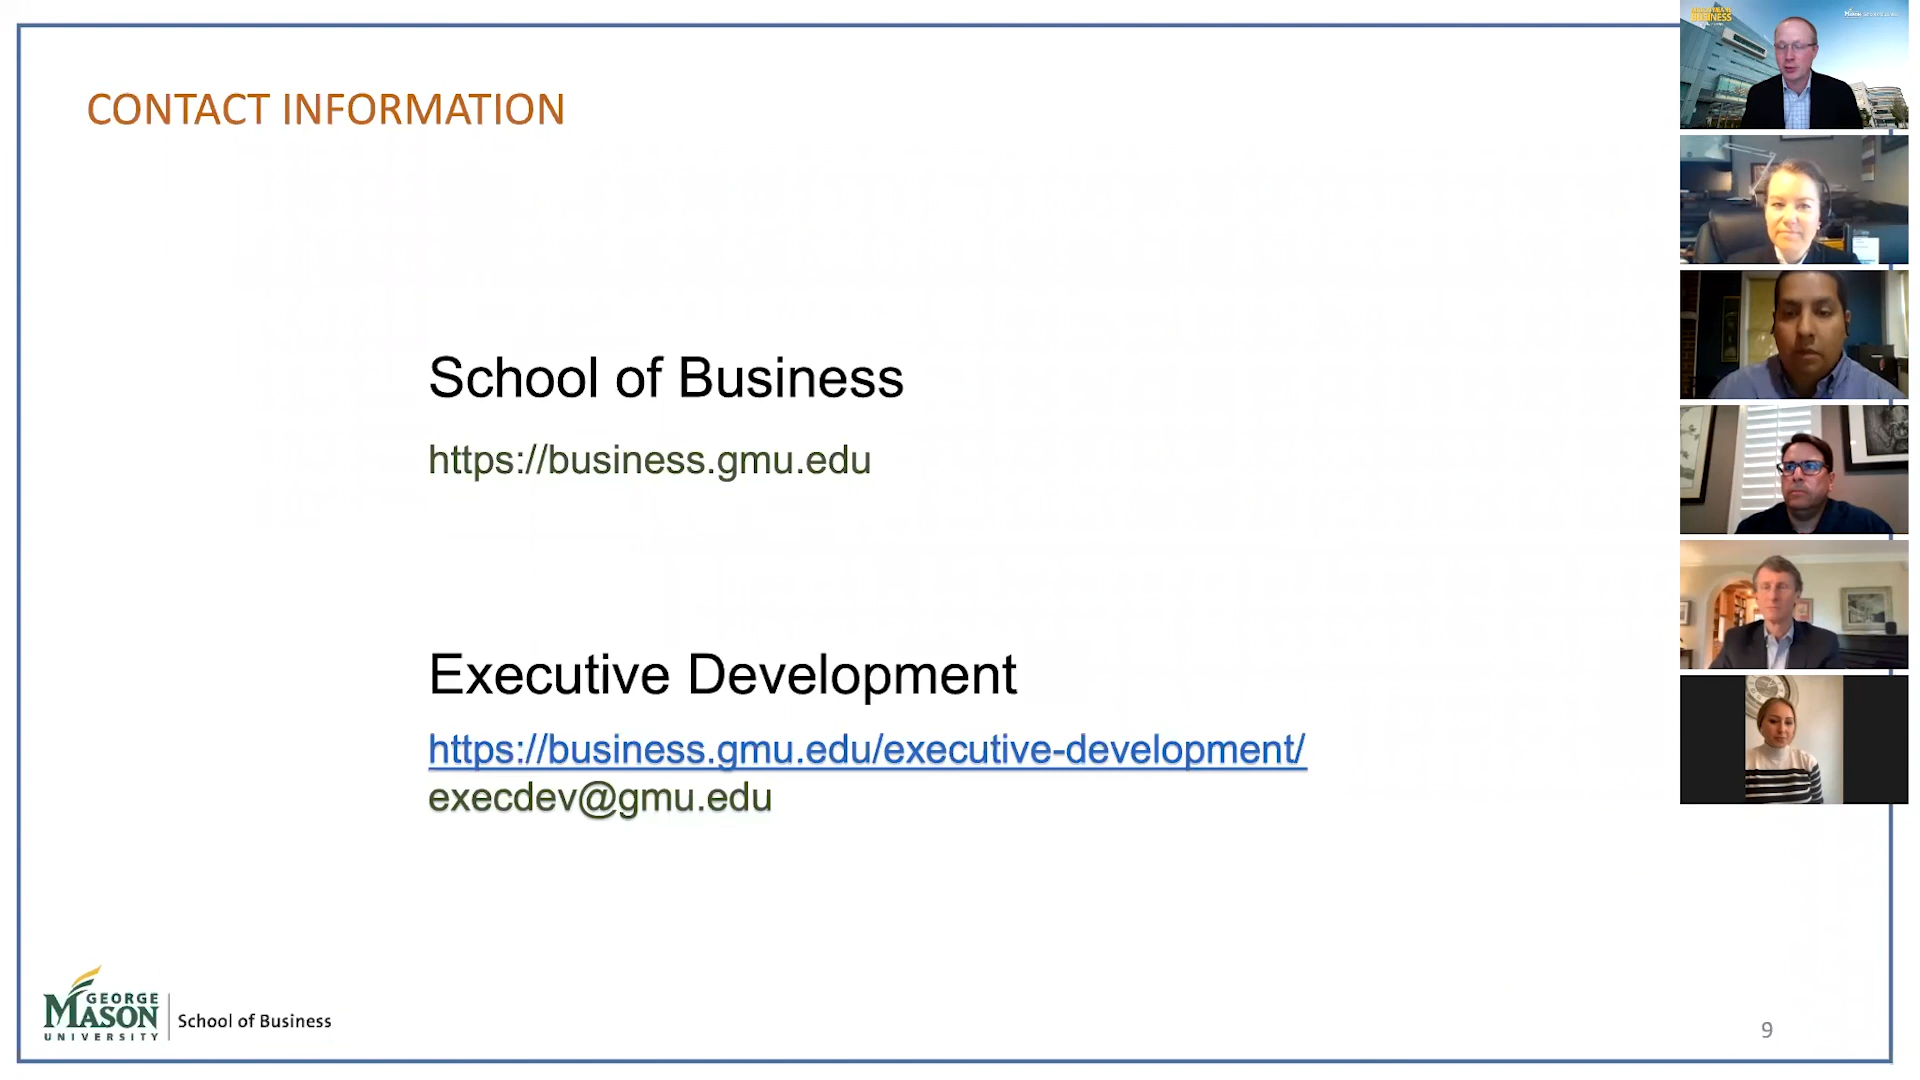 CONTACT INFORMATION
School of Business
https://business.gmu.edu
Executive Development
https://business.gmu.edu/executive-development/
execdev@gmu.edu
GEORGE
MASON
UNIVERSITY
School of Business
9
BUSINESS